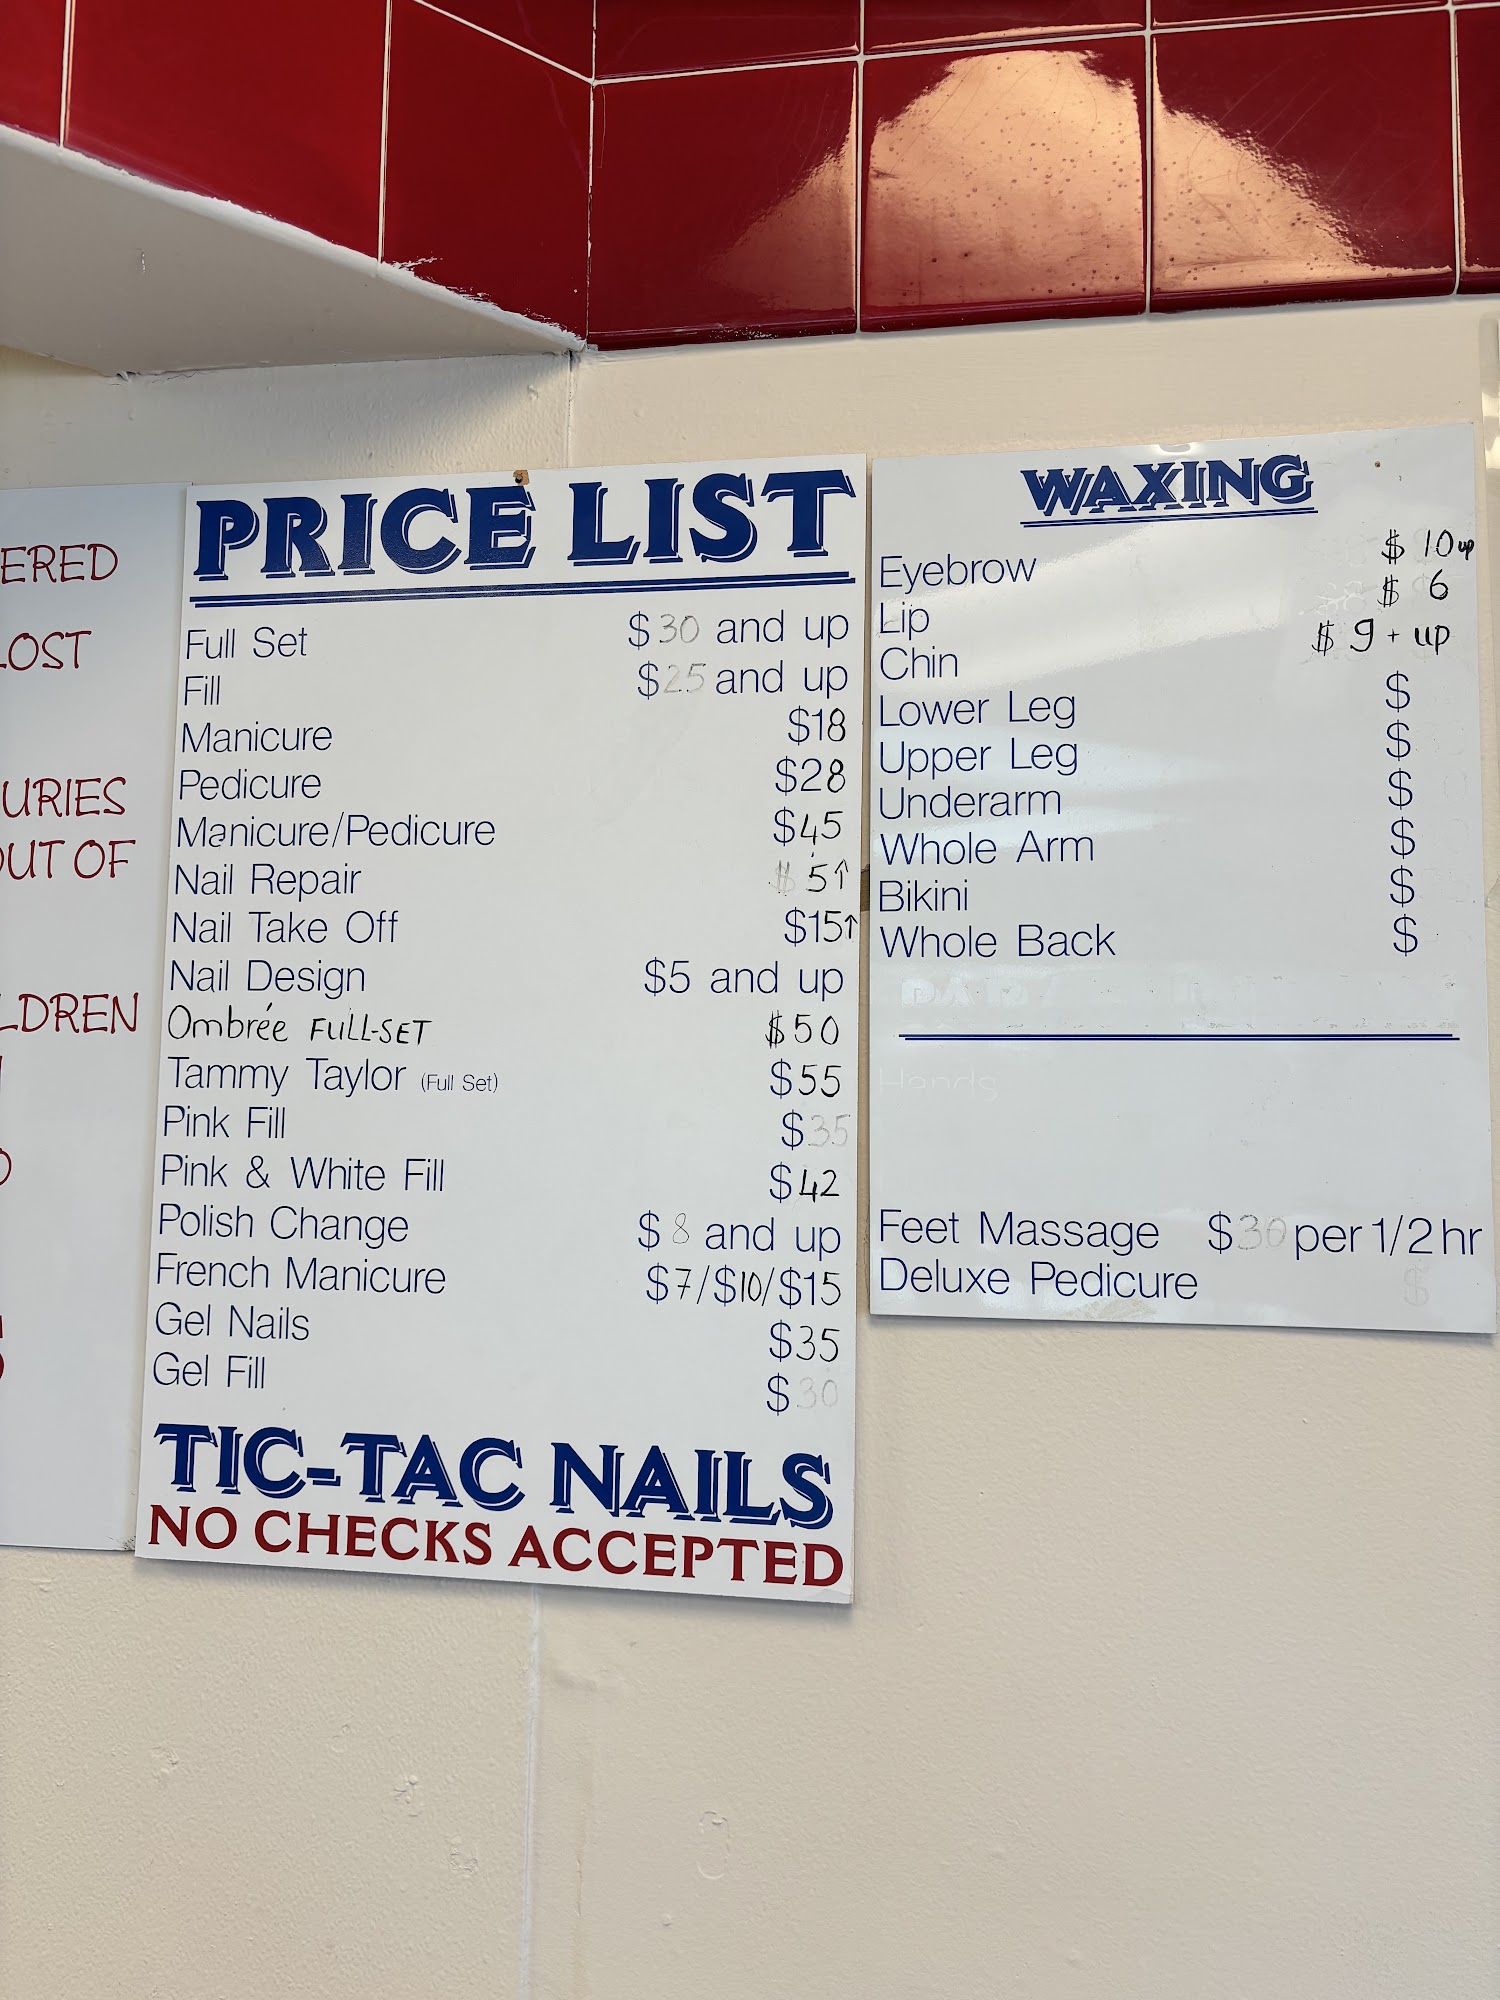 ERED
LOST
URIES
OUT OF
LDREN
PRICE LIST
Full Set $30 and up
Fill $25 and up
Manicure $18
Pedicure $28
Manicure/Pedicure $45
Nail Repair $5↑
Nail Take Off $15↑
Nail Design $5 and up
Ombrée FULL-SET $50
Tammy Taylor (Full Set) $55
Pink Fill $35
Pink & White Fill $42
Polish Change $8 and up
French Manicure $7/$10/$15
Gel Nails $35
Gel Fill $30
TIC-TAC NAILS
NO CHECKS ACCEPTED
WAXING
Eyebrow $10 up
Lip $6
Chin $9 + up
Lower Leg $
Upper Leg $
Underarm $
Whole Arm $
Bikini $
Whole Back $
Hands
Feet Massage $30 per 1/2 hr
Deluxe Pedicure $